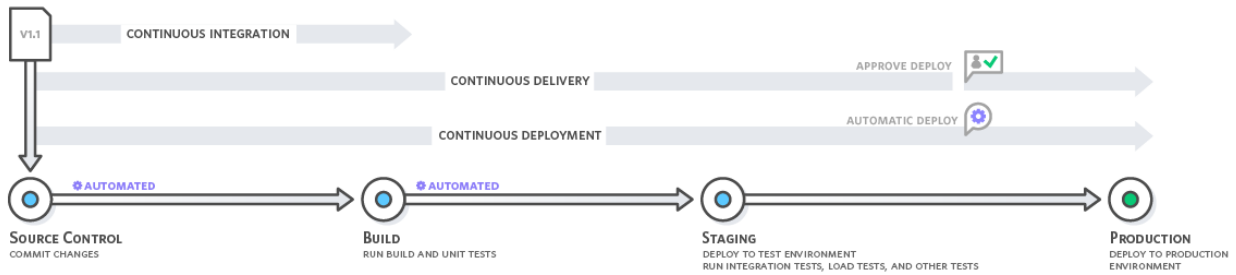 V1.1
CONTINUOUS INTEGRATION
APPROVE DEPLOY
CONTINUOUS DELIVERY
AUTOMATIC DEPLOY
CONTINUOUS DEPLOYMENT
AUTOMATED
AUTOMATED
SOURCE CONTROL
COMMIT CHANGES
BUILD
RUN BUILD AND UNIT TESTS
STAGING
DEPLOY TO TEST ENVIRONMENT
RUN INTEGRATION TESTS, LOAD TESTS, AND OTHER TESTS
PRODUCTION
DEPLOY TO PRODUCTION
ENVIRONMENT